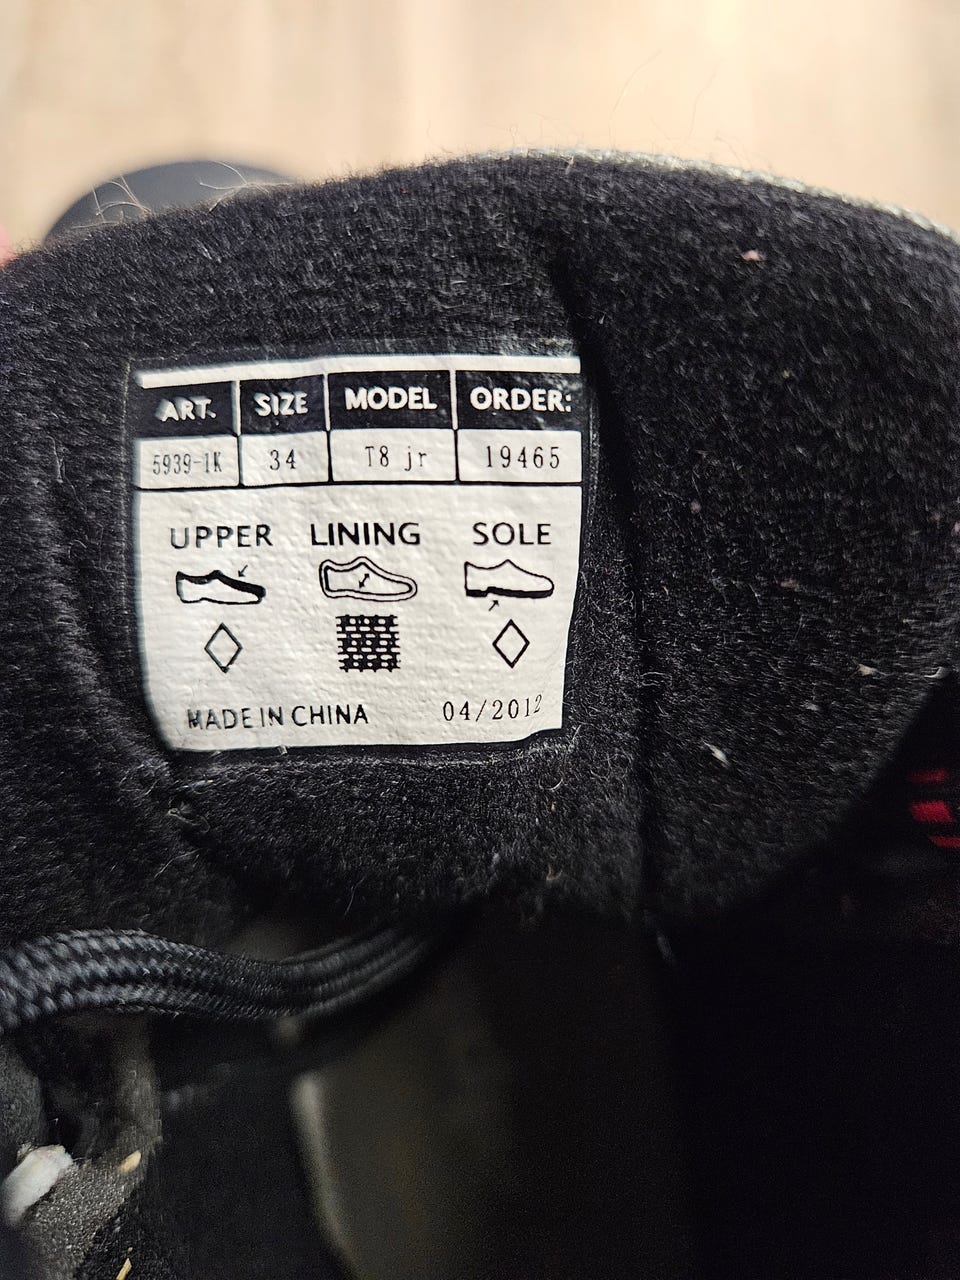 ART. SIZE MODEL ORDER:
5939-1K 34 T8 jr 19465
UPPER LINING SOLE
MADE IN CHINA 04/2012